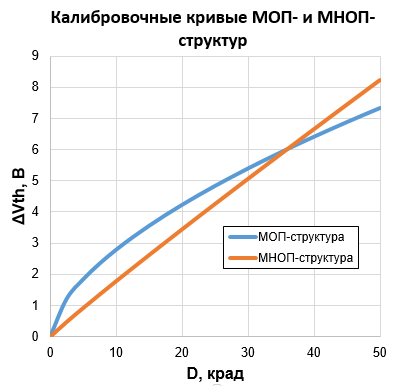 Калибровочные кривые МОП- и МНОП-
структур
9
8
7
6
5
4
3
2
1
0
ΔVth, В
МОП-структура
МНОП-структура
0 10 20 30 40 50
D, крад